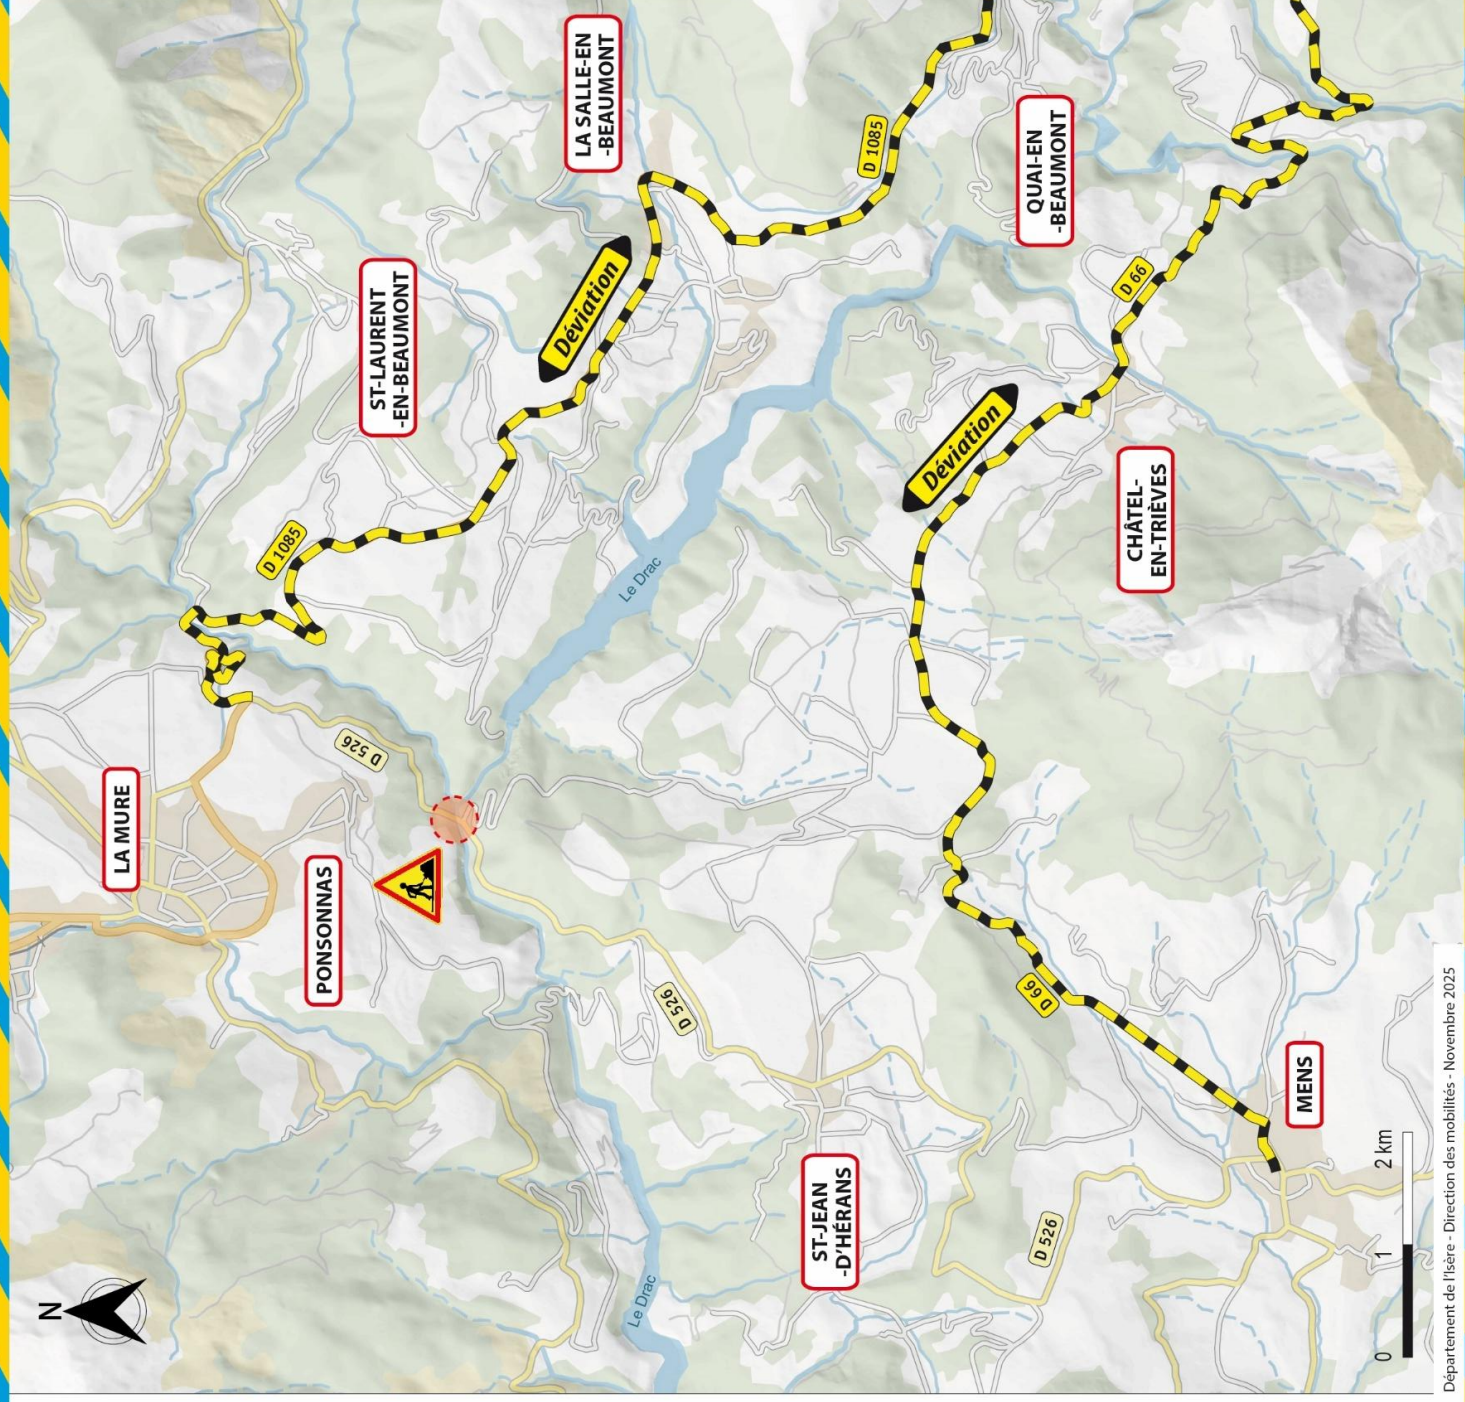 N
LA MURE
PONSONNAS
ST-LAURENT
-EN-BEAUMONT
LA SALLE-EN
-BEAUMONT
QUAI-EN
-BEAUMONT
CHÂTEL-
EN-TRIÈVES
ST-JEAN
-D'HÉRANS
MENS
D 1085
D 1085
Déviation
Déviation
D 526
D 526
D 526
D 66
D 66
Le Drac
Le Drac
0 1 2 km
Département de l'Isère - Direction des mobilités - Novembre 2025